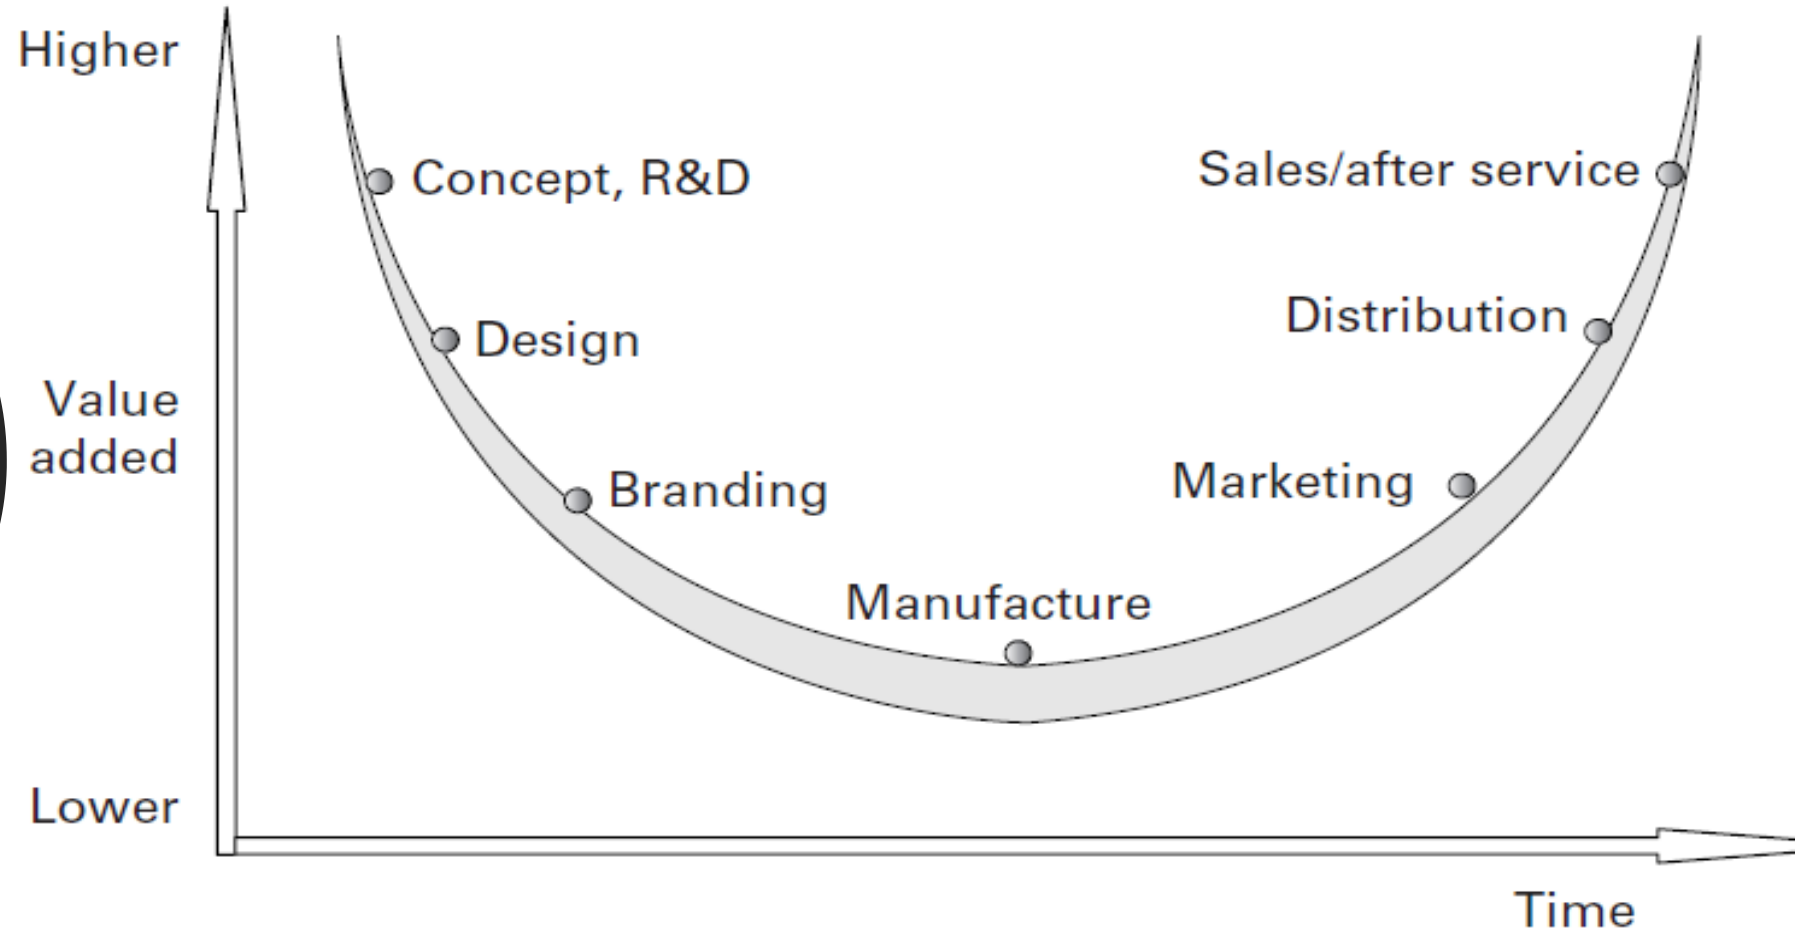 Higher
Concept, R&D
Sales/after service
Distribution
Design
Value
added
Branding
Marketing
Manufacture
Lower
Time